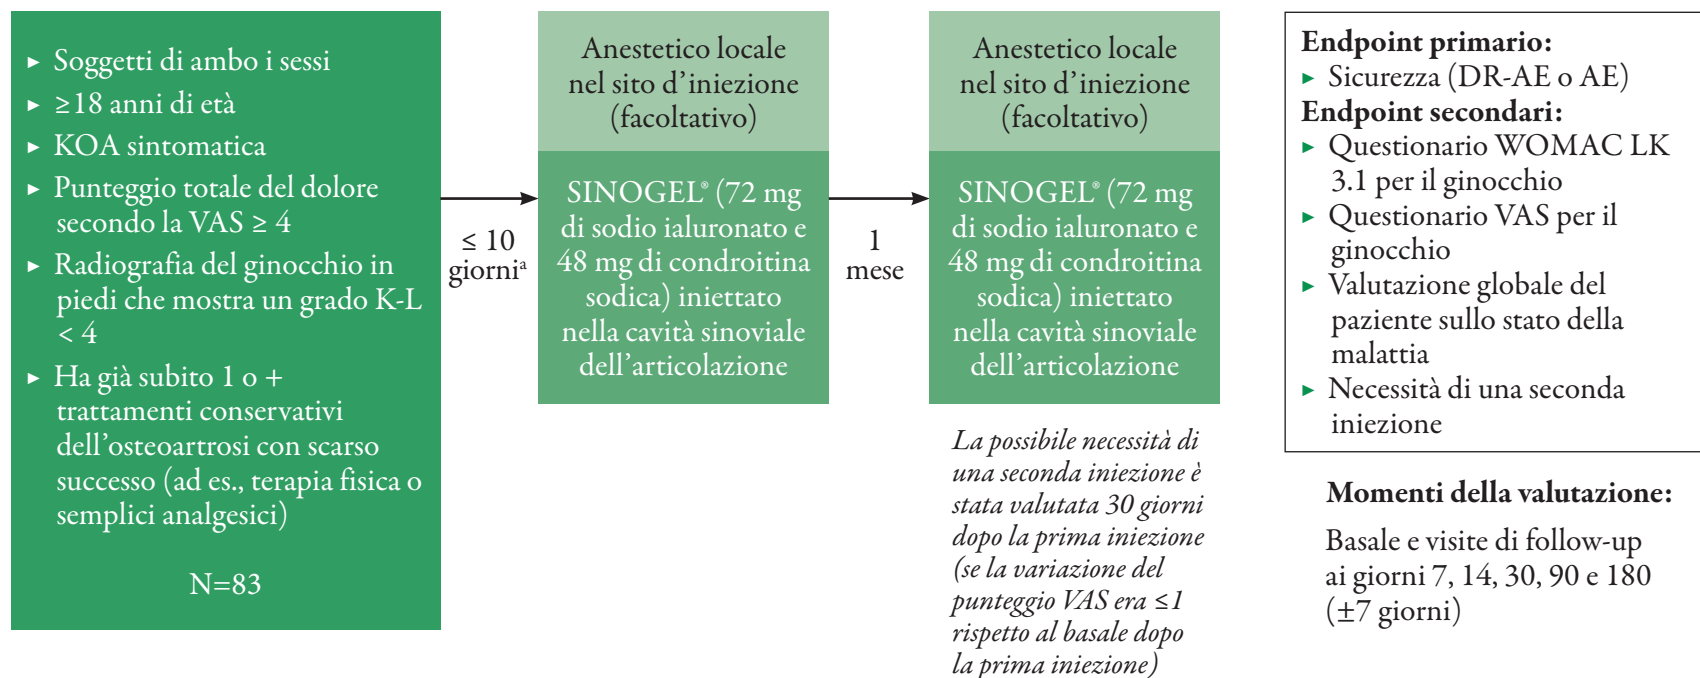 ► Soggetti di ambo i sessi
► ≥18 anni di età
► KOA sintomatica
► Punteggio totale del dolore
secondo la VAS ≥ 4
► Radiografia del ginocchio in
piedi che mostra un grado K-L
< 4
► Ha già subito 1 o +
trattamenti conservativi
dell’osteoartrosi con scarso
successo (ad es., terapia fisica o
semplici analgesici)
N=83
≤ 10
giorniª
Anestetico locale
nel sito d’iniezione
(facoltativo)
SINOGEL® (72 mg
di sodio ialuronato e
48 mg di condroitina
sodica) iniettato
nella cavità sinoviale
dell’articolazione
1
mese
Anestetico locale
nel sito d’iniezione
(facoltativo)
SINOGEL® (72 mg
di sodio ialuronato e
48 mg di condroitina
sodica) iniettato
nella cavità sinoviale
dell’articolazione
La possibile necessità di
una seconda iniezione è
stata valutata 30 giorni
dopo la prima iniezione
(se la variazione del
punteggio VAS era ≤1
rispetto al basale dopo
la prima iniezione)
Endpoint primario:
► Sicurezza (DR-AE o AE)
Endpoint secondari:
► Questionario WOMAC LK
3.1 per il ginocchio
► Questionario VAS per il
ginocchio
► Valutazione globale del
paziente sullo stato della
malattia
► Necessità di una seconda
iniezione
Momenti della valutazione:
Basale e visite di follow-up
ai giorni 7, 14, 30, 90 e 180
(±7 giorni)